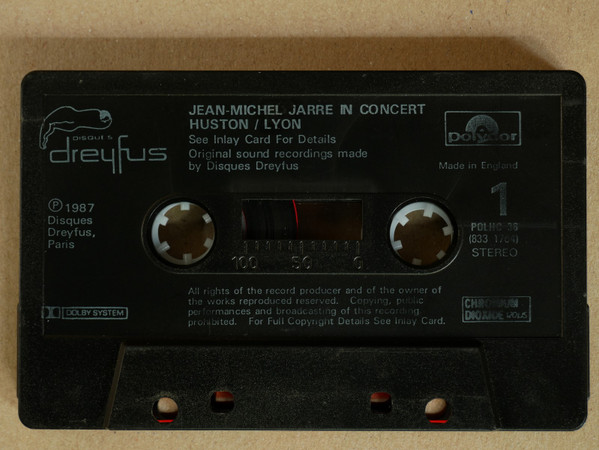 JEAN-MICHEL JARRE IN CONCERT
HUSTON / LYON
See Inlay Card For Details
Original sound recordings made
by Disques Dreyfus
DISQUES
dreyfus
polydor
Made in England
1
POLHC 36
STEREO
Ⓟ 1987
Disques
Dreyfus,
Paris
100 50 0
DOLBY SYSTEM
All rights of the record producer and of the owner of
the works reproduced reserved. Copying, public
performances and broadcasting of this recording
prohibited. For Full Copyright Details See Inlay Card.
DIOXIDE